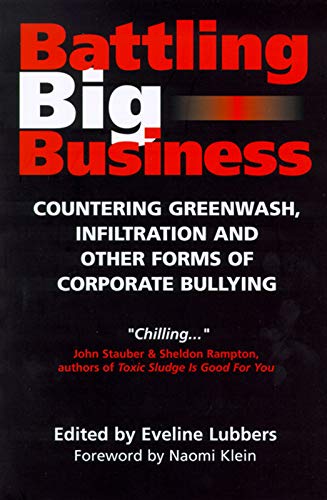 Battling
Big
Business
COUNTERING GREENWASH,
INFILTRATION AND
OTHER FORMS OF
CORPORATE BULLYING
"Chilling..."
John Stauber & Sheldon Rampton,
authors of Toxic Sludge Is Good For You
Edited by Eveline Lubbers
Foreword by Naomi Klein